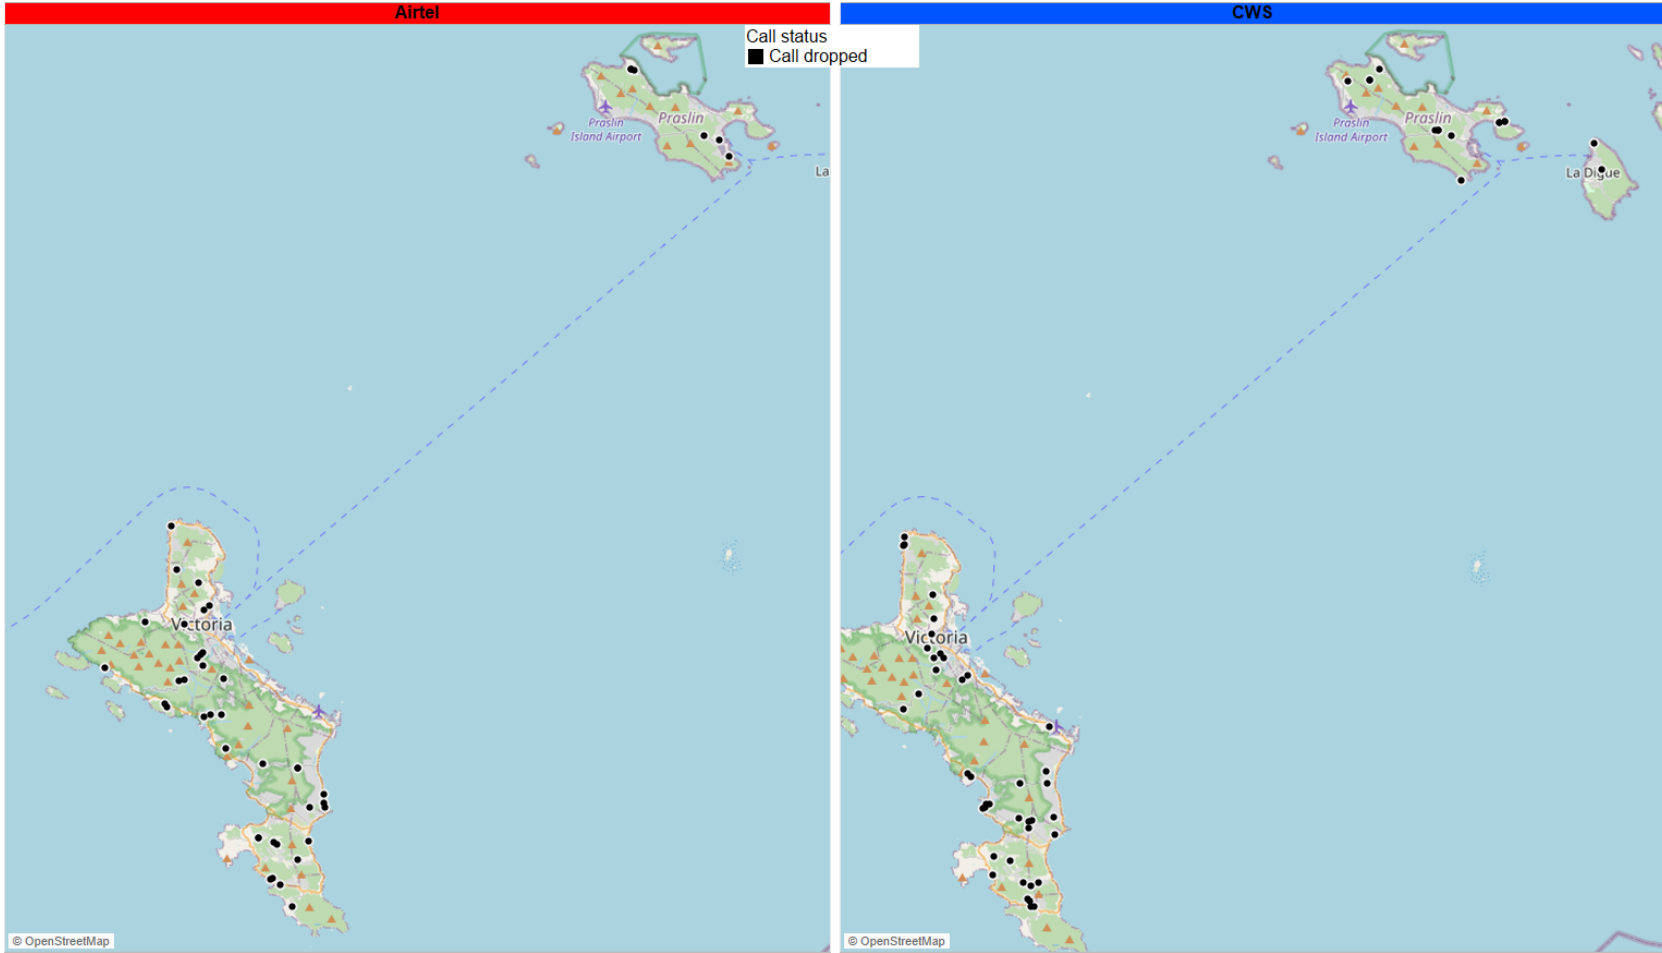 Airtel
CWS
Call status
Call dropped
Praslin
Praslin
Island Airport
La
Victoria
© OpenStreetMap
Praslin
Praslin
Island Airport
La Digue
Victoria
© OpenStreetMap